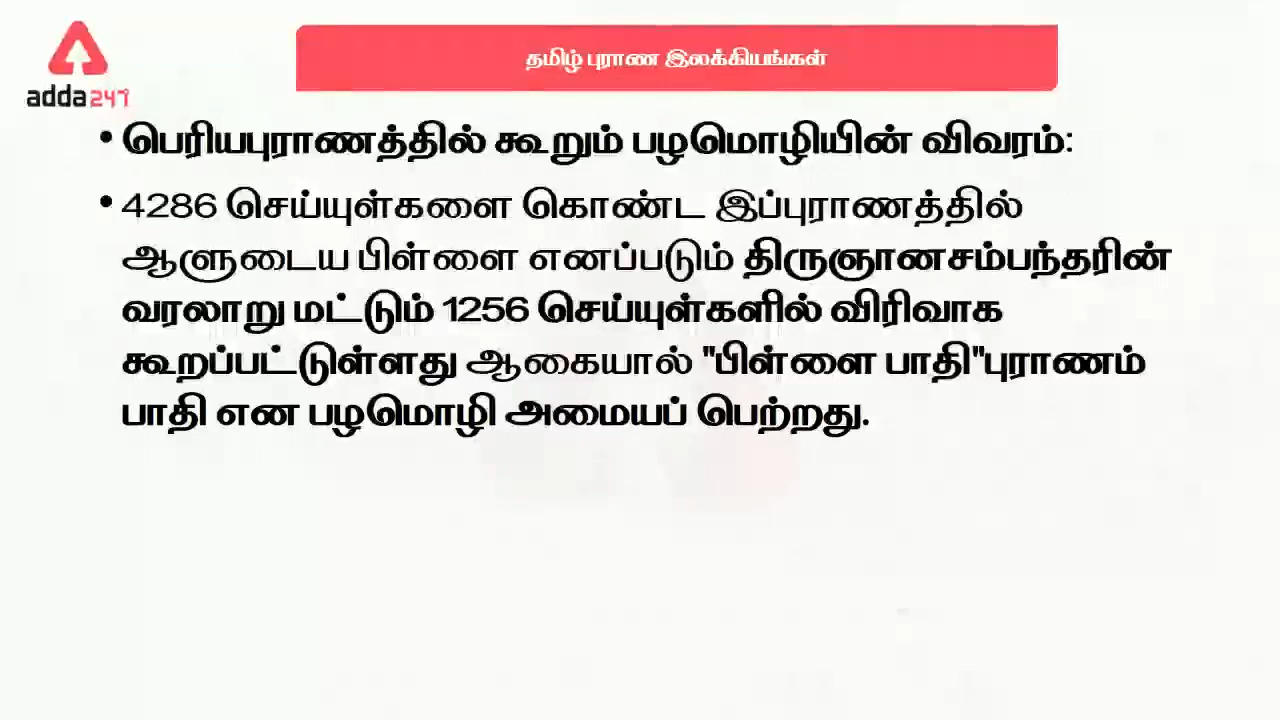 தமிழ் புராண இலக்கியங்கள்
adda247
• பெரியபுராணத்தில் கூறும் பழமொழியின் விவரம்:
• 4286 செய்யுள்களை கொண்ட இப்புராணத்தில்
ஆளுடைய பிள்ளை எனப்படும் திருஞானசம்பந்தரின்
வரலாறு மட்டும் 1256 செய்யுள்களில் விரிவாக
கூறப்பட்டுள்ளது ஆகையால் "பிள்ளை பாதி"புராணம்
பாதி என பழமொழி அமையப் பெற்றது.